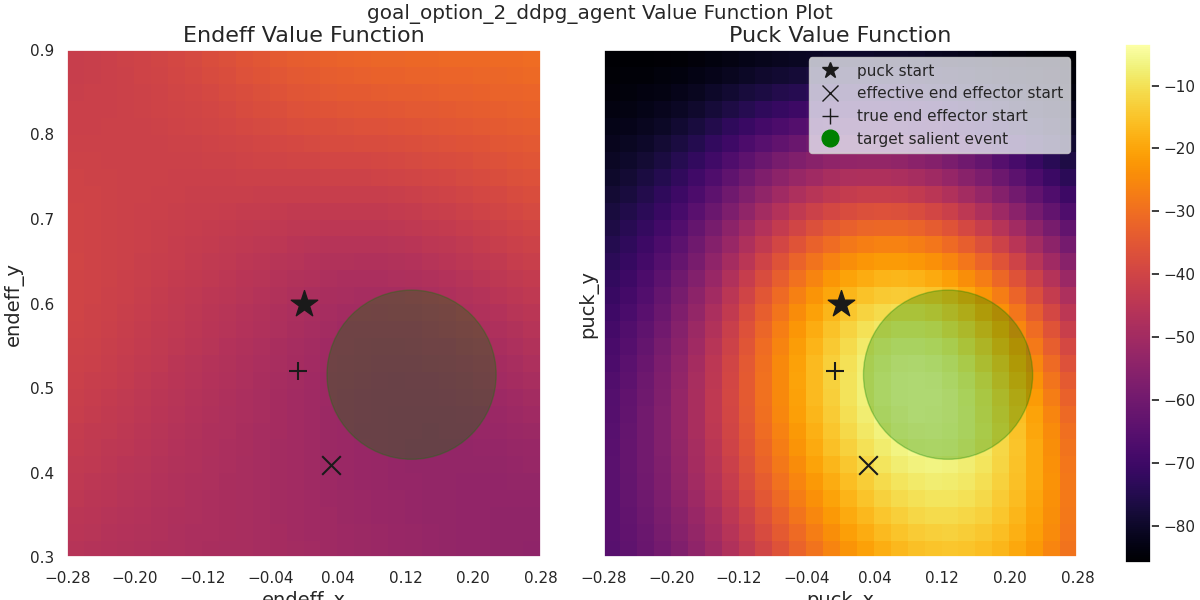 goal_option_2_ddpg_agent Value Function Plot
Endeff Value Function
Puck Value Function
0.9
0.8
0.7
0.6
0.5
0.4
0.3
endeff_y
−0.28 −0.20 −0.12 −0.04 0.04 0.12 0.20 0.28
endeff_x
puck start
effective end effector start
true end effector start
target salient event
puck_y
−0.28 −0.20 −0.12 −0.04 0.04 0.12 0.20 0.28
puck_x
−10
−20
−30
−40
−50
−60
−70
−80